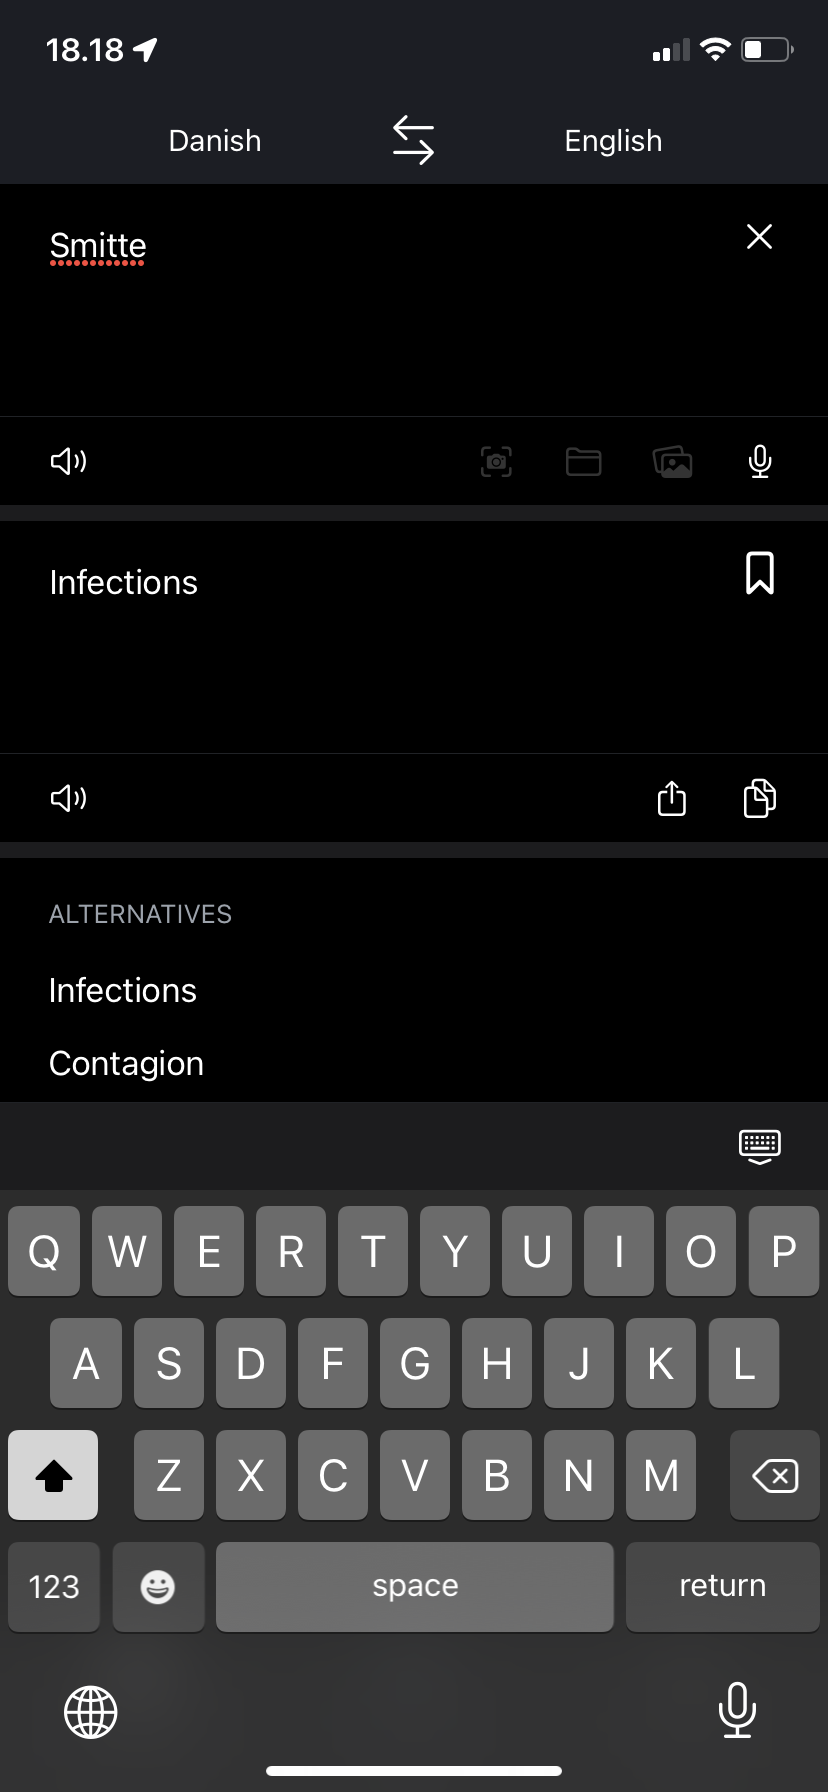 18.18
Danish English
Smitte
Infections
ALTERNATIVES
Infections
Contagion
Q W E R T Y U I O P
A S D F G H J K L
Z X C V B N M
123 space return